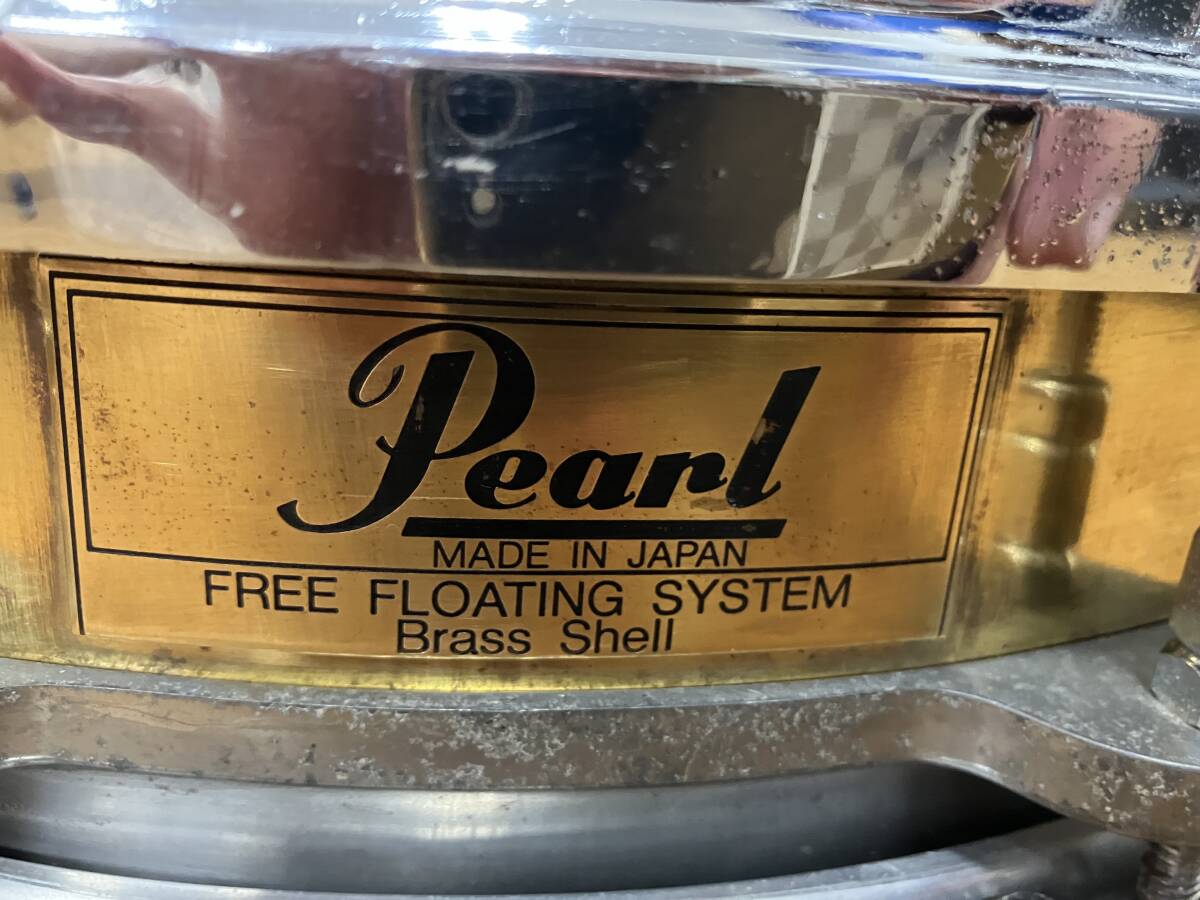 Pearl
MADE IN JAPAN
FREE FLOATING SYSTEM
Brass Shell